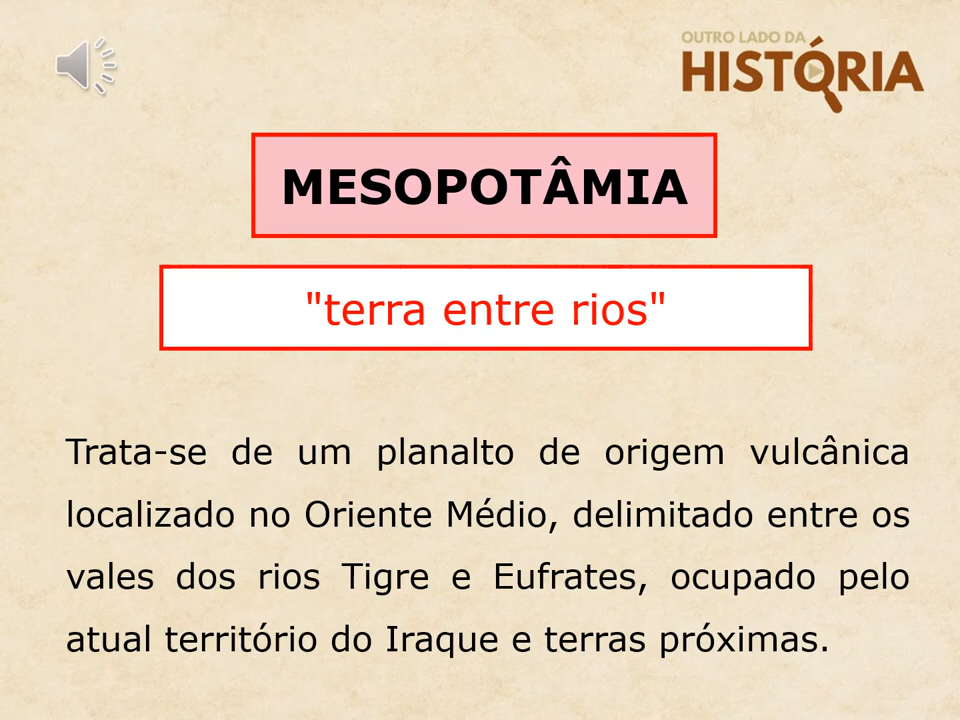 OUTRO LADO DA
HISTÓRIA
MESOPOTÂMIA
"terra entre rios"
Trata-se de um planalto de origem vulcânica
localizado no Oriente Médio, delimitado entre os
vales dos rios Tigre e Eufrates, ocupado pelo
atual território do Iraque e terras próximas.